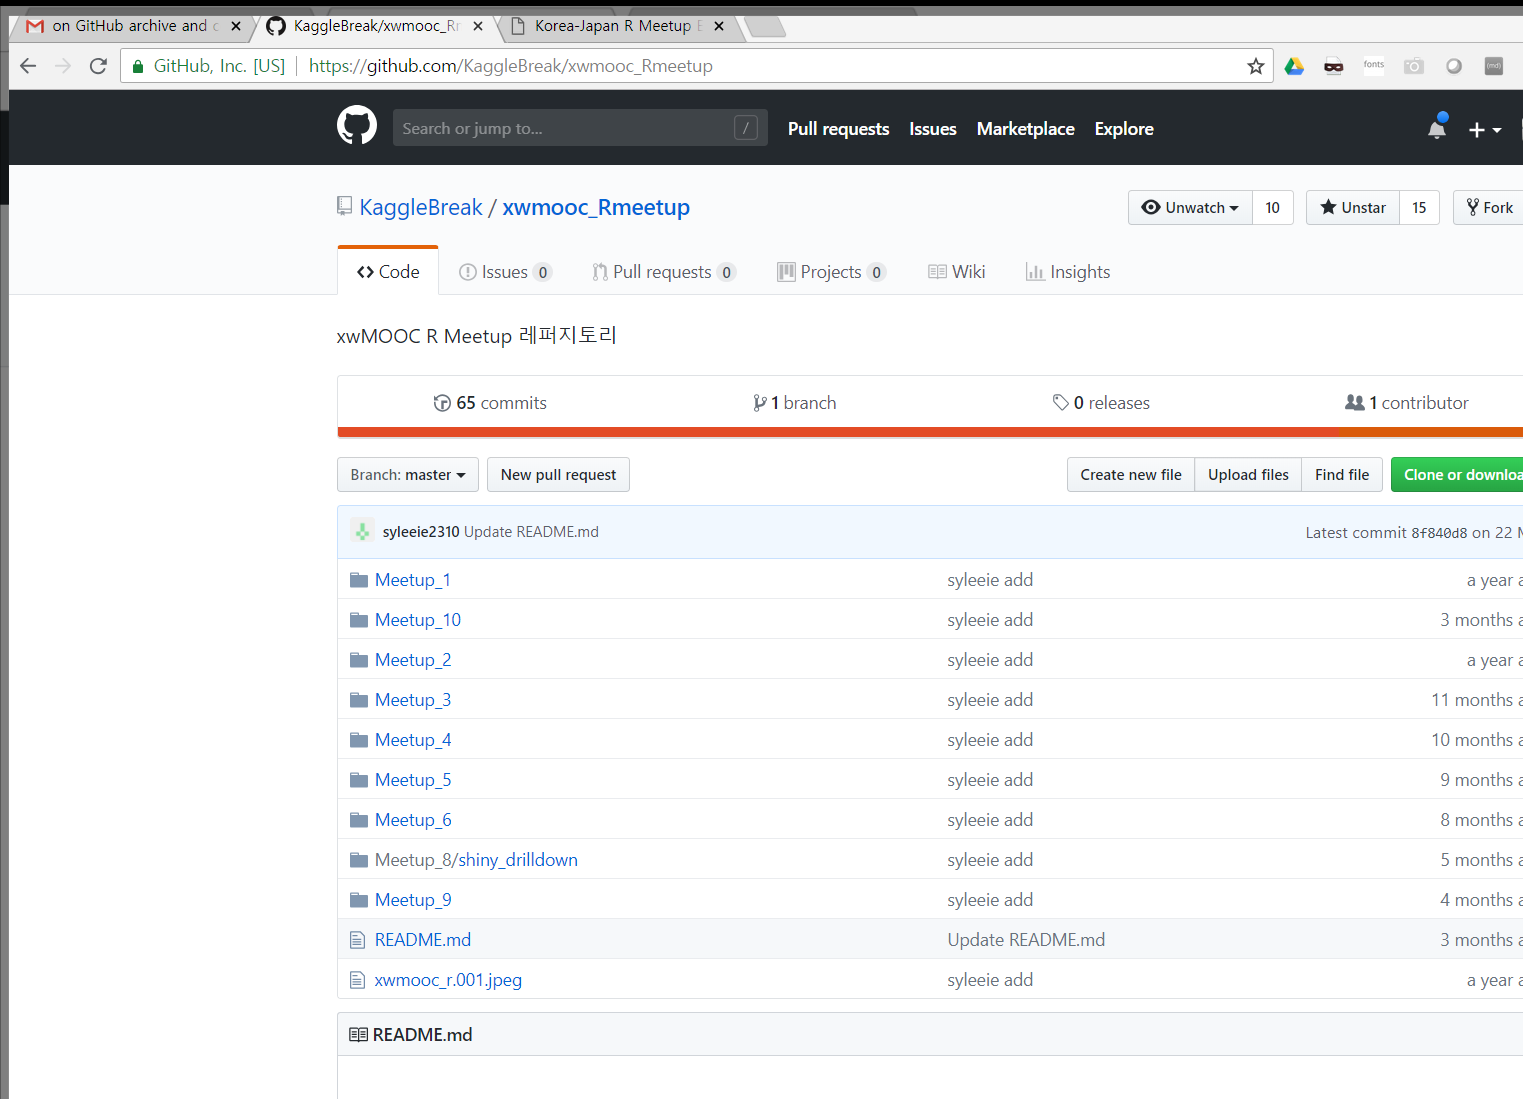 on GitHub archive and
KaggleBreak/xwmooc_R
Korea-Japan R Meetup
GitHub, Inc. [US] https://github.com/KaggleBreak/xwmooc_Rmeetup
fonts
Search or jump to... /
Pull requests Issues Marketplace Explore
KaggleBreak / xwmooc_Rmeetup
Unwatch 10 Unstar 15 Fork
Code Issues 0 Pull requests 0 Projects 0 Wiki Insights
xwMOOC R Meetup 레퍼지토리
65 commits 1 branch 0 releases 1 contributor
Branch: master New pull request Create new file Upload files Find file Clone or downloa
syleeie2310 Update README.md Latest commit 8f840d8 on 22
Meetup_1 syleeie add a year a
Meetup_10 syleeie add 3 months a
Meetup_2 syleeie add a year a
Meetup_3 syleeie add 11 months a
Meetup_4 syleeie add 10 months a
Meetup_5 syleeie add 9 months a
Meetup_6 syleeie add 8 months a
Meetup_8/shiny_drilldown syleeie add 5 months a
Meetup_9 syleeie add 4 months a
README.md Update README.md 3 months a
xwmooc_r.001.jpeg syleeie add a year a
README.md